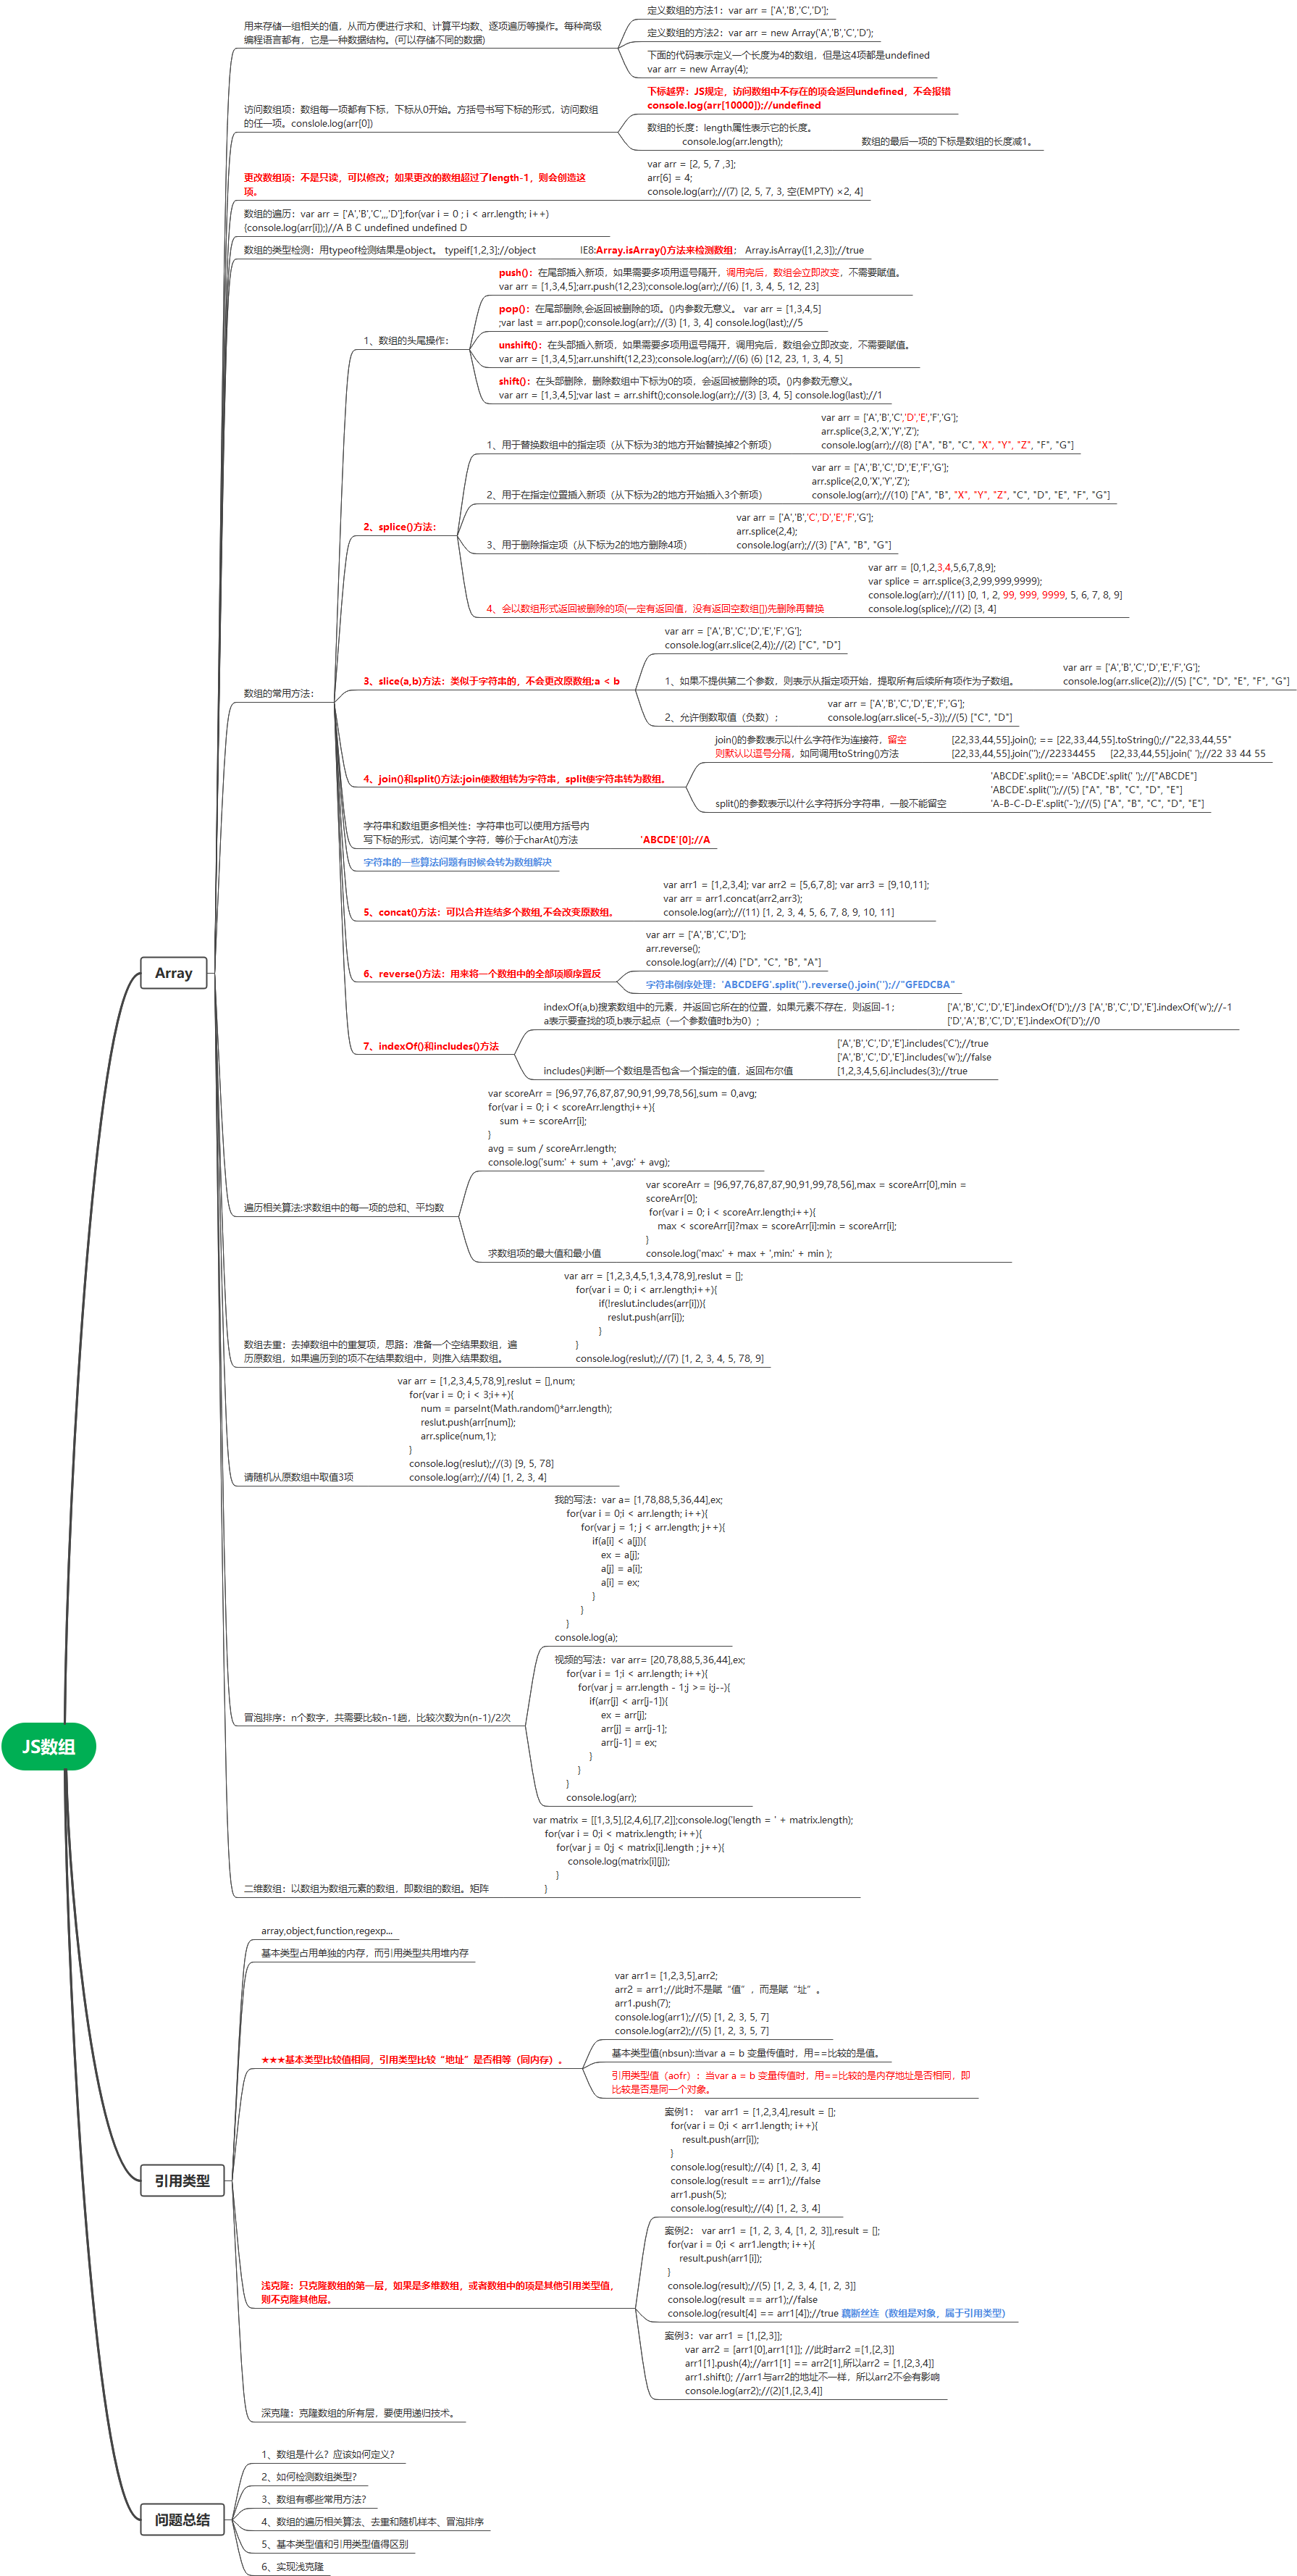 JS数组
Array
用来存储一组相关的值，从而方便进行求和、计算平均数、逐项遍历等操作。每种高级
编程语言都有，它是一种数据结构。(可以存储不同的数据)
定义数组的方法1：var arr = ['A','B','C','D'];
定义数组的方法2：var arr = new Array('A','B','C','D');
下面的代码表示定义一个长度为4的数组，但是这4项都是undefined
var arr = new Array(4);
访问数组项：数组每一项都有下标，下标从0开始。方括号书写下标的形式，访问数组
的任一项。conslole.log(arr[0])
下标越界：JS规定，访问数组中不存在的项会返回undefined，不会报错
console.log(arr[10000]);//undefined
数组的长度：length属性表示它的长度。
console.log(arr.length); 数组的最后一项的下标是数组的长度减1。
更改数组项：不是只读，可以修改；如果更改的数组超过了length-1，则会创造这
项。
var arr = [2, 5, 7 ,3];
arr[6] = 4;
console.log(arr);//(7) [2, 5, 7, 3, 空(EMPTY) ×2, 4]
数组的遍历：var arr = ['A','B','C',,,'D'];for(var i = 0 ; i < arr.length; i++)
{console.log(arr[i]);}//A B C undefined undefined D
数组的类型检测：用typeof检测结果是object。 typeif[1,2,3];//object IE8:Array.isArray()方法来检测数组； Array.isArray([1,2,3]);//true
数组的常用方法：
1、数组的头尾操作：
push()：在尾部插入新项，如果需要多项用逗号隔开，调用完后，数组会立即改变，不需要赋值。
var arr = [1,3,4,5];arr.push(12,23);console.log(arr);//(6) [1, 3, 4, 5, 12, 23]
pop()：在尾部删除,会返回被删除的项。()内参数无意义。 var arr = [1,3,4,5]
;var last = arr.pop();console.log(arr);//(3) [1, 3, 4] console.log(last);//5
unshift()：在头部插入新项，如果需要多项用逗号隔开，调用完后，数组会立即改变，不需要赋值。
var arr = [1,3,4,5];arr.unshift(12,23);console.log(arr);//(6) (6) [12, 23, 1, 3, 4, 5]
shift()：在头部删除，删除数组中下标为0的项，会返回被删除的项。()内参数无意义。
var arr = [1,3,4,5];var last = arr.shift();console.log(arr);//(3) [3, 4, 5] console.log(last);//1
2、splice()方法：
1、用于替换数组中的指定项（从下标为3的地方开始替换掉2个新项）
var arr = ['A','B','C','D','E','F','G'];
arr.splice(3,2,'X','Y','Z');
console.log(arr);//(8) ["A", "B", "C", "X", "Y", "Z", "F", "G"]
2、用于在指定位置插入新项（从下标为2的地方开始插入3个新项）
var arr = ['A','B','C','D','E','F','G'];
arr.splice(2,0,'X','Y','Z');
console.log(arr);//(10) ["A", "B", "X", "Y", "Z", "C", "D", "E", "F", "G"]
3、用于删除指定项（从下标为2的地方删除4项）
var arr = ['A','B','C','D','E','F','G'];
arr.splice(2,4);
console.log(arr);//(3) ["A", "B", "G"]
4、会以数组形式返回被删除的项(一定有返回值，没有返回空数组[])先删除再替换
var arr = [0,1,2,3,4,5,6,7,8,9];
var splice = arr.splice(3,2,99,999,9999);
console.log(arr);//(11) [0, 1, 2, 99, 999, 9999, 5, 6, 7, 8, 9]
console.log(splice);//(2) [3, 4]
3、slice(a,b)方法：类似于字符串的，不会更改原数组;a < b
var arr = ['A','B','C','D','E','F','G'];
console.log(arr.slice(2,4));//(2) ["C", "D"]
1、如果不提供第二个参数，则表示从指定项开始，提取所有后续所有项作为子数组。
var arr = ['A','B','C','D','E','F','G'];
console.log(arr.slice(2));//(5) ["C", "D", "E", "F", "G"]
2、允许倒数取值（负数）；
var arr = ['A','B','C','D','E','F','G'];
console.log(arr.slice(-5,-3));//(5) ["C", "D"]
4、join()和split()方法:join使数组转为字符串，split使字符串转为数组。
join()的参数表示以什么字符作为连接符，留空
则默认以逗号分隔，如同调用toString()方法
[22,33,44,55].join(); == [22,33,44,55].toString();//"22,33,44,55"
[22,33,44,55].join('');//22334455 [22,33,44,55].join(' ');//22 33 44 55
split()的参数表示以什么字符拆分字符串，一般不能留空
'ABCDE'.split();== 'ABCDE'.split(' ');//["ABCDE"]
'ABCDE'.split('');//(5) ["A", "B", "C", "D", "E"]
'A-B-C-D-E'.split('-');//(5) ["A", "B", "C", "D", "E"]
字符串和数组更多相关性：字符串也可以使用方括号内
写下标的形式，访问某个字符，等价于charAt()方法
'ABCDE'[0];//A
字符串的一些算法问题有时候会转为数组解决
5、concat()方法：可以合并连结多个数组,不会改变原数组。
var arr1 = [1,2,3,4]; var arr2 = [5,6,7,8]; var arr3 = [9,10,11];
var arr = arr1.concat(arr2,arr3);
console.log(arr);//(11) [1, 2, 3, 4, 5, 6, 7, 8, 9, 10, 11]
6、reverse()方法：用来将一个数组中的全部项顺序置反
var arr = ['A','B','C','D'];
arr.reverse();
console.log(arr);//(4) ["D", "C", "B", "A"]
字符串倒序处理：'ABCDEFG'.split('').reverse().join('');//"GFEDCBA"
7、indexOf()和includes()方法
indexOf(a,b)搜索数组中的元素，并返回它所在的位置，如果元素不存在，则返回-1；
a表示要查找的项,b表示起点（一个参数值时b为0）；
['A','B','C','D','E'].indexOf('D');//3 ['A','B','C','D','E'].indexOf('w');//-1
['D','A','B','C','D','E'].indexOf('D');//0
includes()判断一个数组是否包含一个指定的值，返回布尔值
['A','B','C','D','E'].includes('C');//true
['A','B','C','D','E'].includes('w');//false
[1,2,3,4,5,6].includes(3);//true
遍历相关算法:求数组中的每一项的总和、平均数
var scoreArr = [96,97,76,87,87,90,91,99,78,56],sum = 0,avg;
for(var i = 0; i < scoreArr.length;i++){
sum += scoreArr[i];
}
avg = sum / scoreArr.length;
console.log('sum:' + sum + ',avg:' + avg);
求数组项的最大值和最小值
var scoreArr = [96,97,76,87,87,90,91,99,78,56],max = scoreArr[0],min =
scoreArr[0];
for(var i = 0; i < scoreArr.length;i++){
max < scoreArr[i]?max = scoreArr[i]:min = scoreArr[i];
}
console.log('max:' + max + ',min:' + min );
数组去重：去掉数组中的重复项，思路：准备一个空结果数组，遍
历原数组，如果遍历到的项不在结果数组中，则推入结果数组。
var arr = [1,2,3,4,5,1,3,4,78,9],reslut = [];
for(var i = 0; i < arr.length;i++){
if(!reslut.includes(arr[i])){
reslut.push(arr[i]);
}
}
console.log(reslut);//(7) [1, 2, 3, 4, 5, 78, 9]
请随机从原数组中取值3项
var arr = [1,2,3,4,5,78,9],reslut = [],num;
for(var i = 0; i < 3;i++){
num = parseInt(Math.random()*arr.length);
reslut.push(arr[num]);
arr.splice(num,1);
}
console.log(reslut);//(3) [9, 5, 78]
console.log(arr);//(4) [1, 2, 3, 4]
冒泡排序：n个数字，共需要比较n-1趟，比较次数为n(n-1)/2次
我的写法：var a= [1,78,88,5,36,44],ex;
for(var i = 0;i < arr.length; i++){
for(var j = 1; j < arr.length; j++){
if(a[i] < a[j]){
ex = a[j];
a[j] = a[i];
a[i] = ex;
}
}
}
console.log(a);
视频的写法：var arr= [20,78,88,5,36,44],ex;
for(var i = 1;i < arr.length; i++){
for(var j = arr.length - 1;j >= i;j--){
if(arr[j] < arr[j-1]){
ex = arr[j];
arr[j] = arr[j-1];
arr[j-1] = ex;
}
}
}
console.log(arr);
二维数组：以数组为数组元素的数组，即数组的数组。矩阵
var matrix = [[1,3,5],[2,4,6],[7,2]];console.log('length = ' + matrix.length);
for(var i = 0;i < matrix.length; i++){
for(var j = 0;j < matrix[i].length ; j++){
console.log(matrix[i][j]);
}
}
引用类型
array,object,function,regexp...
基本类型占用单独的内存，而引用类型共用堆内存
★★★基本类型比较值相同，引用类型比较“地址”是否相等（同内存）。
var arr1= [1,2,3,5],arr2;
arr2 = arr1;//此时不是赋“值”，而是赋“址”。
arr1.push(7);
console.log(arr1);//(5) [1, 2, 3, 5, 7]
console.log(arr2);//(5) [1, 2, 3, 5, 7]
基本类型值(nbsun):当var a = b 变量传值时，用==比较的是值。
引用类型值（aofr）：当var a = b 变量传值时，用==比较的是内存地址是否相同，即
比较是否是同一个对象。
浅克隆：只克隆数组的第一层，如果是多维数组，或者数组中的项是其他引用类型值，
则不克隆其他层。
案例1： var arr1 = [1,2,3,4],result = [];
for(var i = 0;i < arr1.length; i++){
result.push(arr[i]);
}
console.log(result);//(4) [1, 2, 3, 4]
console.log(result == arr1);//false
arr1.push(5);
console.log(result);//(4) [1, 2, 3, 4]
案例2： var arr1 = [1, 2, 3, 4, [1, 2, 3]],result = [];
for(var i = 0;i < arr1.length; i++){
result.push(arr1[i]);
}
console.log(result);//(5) [1, 2, 3, 4, [1, 2, 3]]
console.log(result == arr1);//false
console.log(result[4] == arr1[4]);//true 藕断丝连（数组是对象，属于引用类型）
案例3：var arr1 = [1,[2,3]];
var arr2 = [arr1[0],arr1[1]]; //此时arr2 =[1,[2,3]]
arr1[1].push(4);//arr1[1] == arr2[1],所以arr2 = [1,[2,3,4]]
arr1.shift(); //arr1与arr2的地址不一样，所以arr2不会有影响
console.log(arr2);//(2)[1,[2,3,4]]
深克隆：克隆数组的所有层，要使用递归技术。
问题总结
1、数组是什么？应该如何定义？
2、如何检测数组类型？
3、数组有哪些常用方法？
4、数组的遍历相关算法、去重和随机样本、冒泡排序
5、基本类型值和引用类型值得区别
6、实现浅克隆